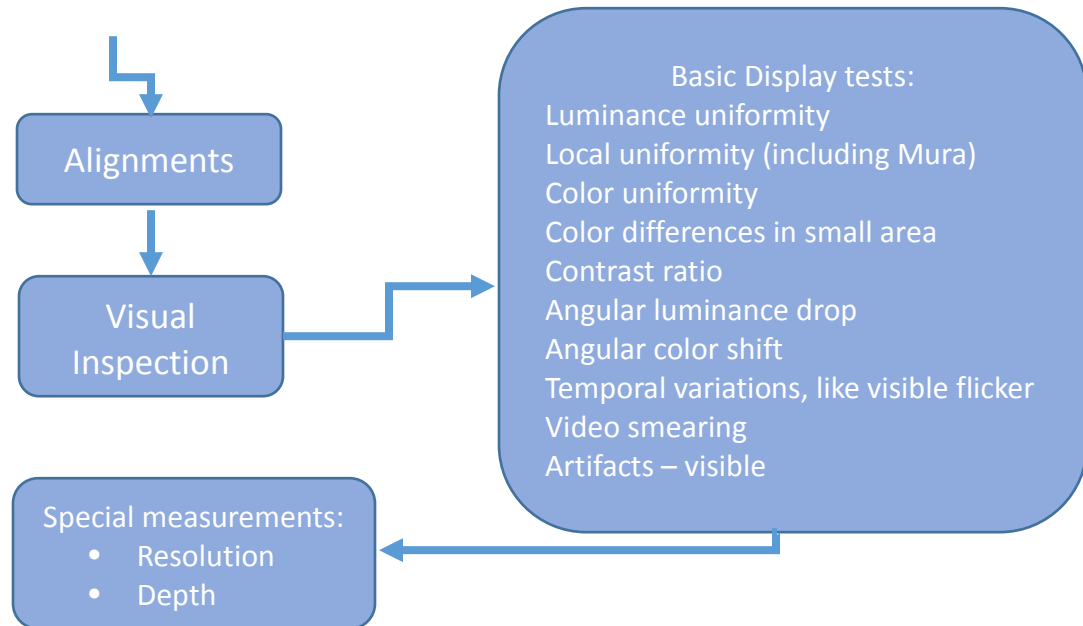 Alignments
Visual
Inspection
Basic Display tests:
Luminance uniformity
Local uniformity (including Mura)
Color uniformity
Color differences in small area
Contrast ratio
Angular luminance drop
Angular color shift
Temporal variations, like visible flicker
Video smearing
Artifacts – visible
Special measurements:
• Resolution
• Depth